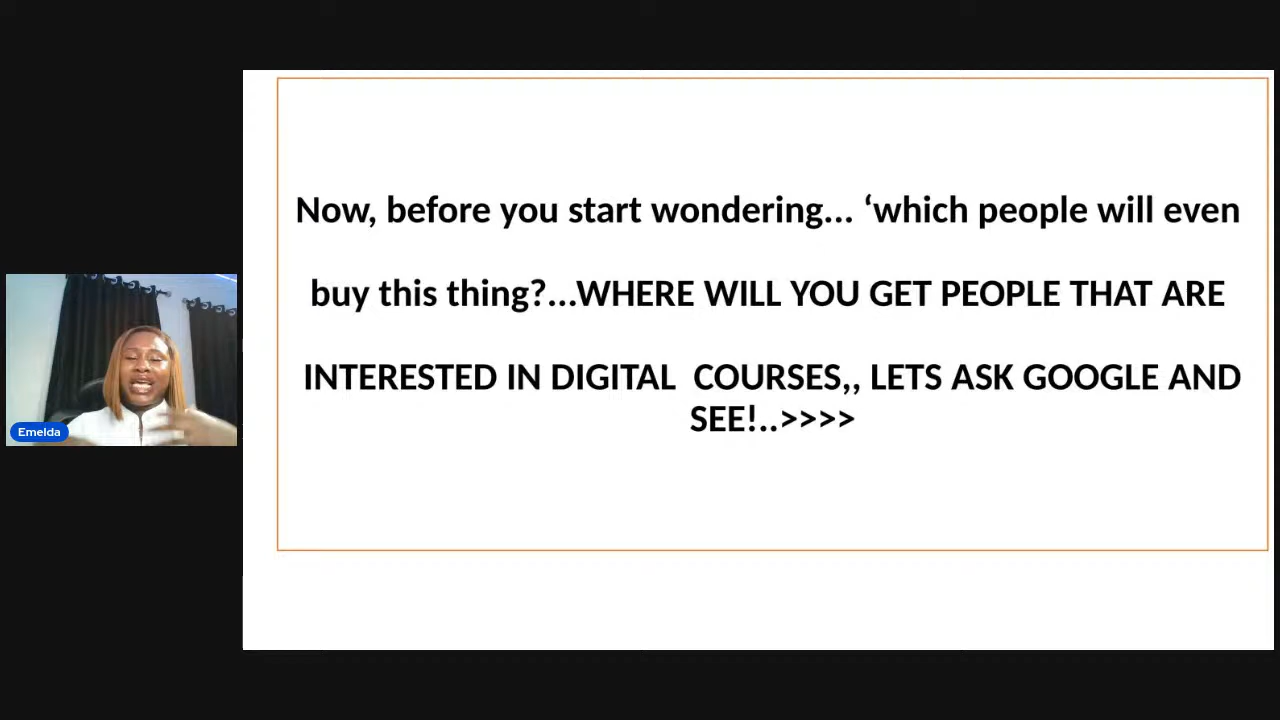 Now, before you start wondering... ‘which people will even
buy this thing?...WHERE WILL YOU GET PEOPLE THAT ARE
INTERESTED IN DIGITAL  COURSES,, LETS ASK GOOGLE AND
SEE!..>>>>
Emelda